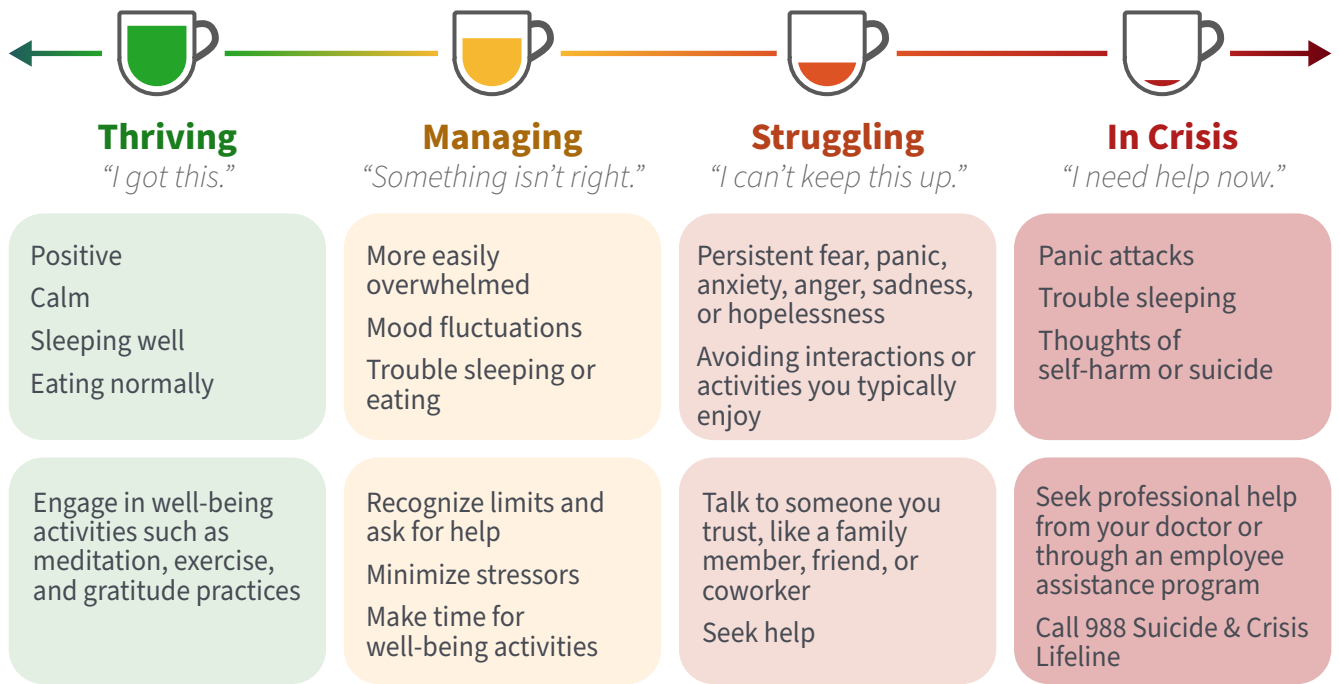 Thriving
“I got this.”
Managing
“Something isn’t right.”
Struggling
“I can’t keep this up.”
In Crisis
“I need help now.”
Positive
Calm
Sleeping well
Eating normally
More easily
overwhelmed
Mood fluctuations
Trouble sleeping or
eating
Persistent fear, panic,
anxiety, anger, sadness,
or hopelessness
Avoiding interactions or
activities you typically
enjoy
Panic attacks
Trouble sleeping
Thoughts of
self-harm or suicide
Engage in well-being
activities such as
meditation, exercise,
and gratitude practices
Recognize limits and
ask for help
Minimize stressors
Make time for
well-being activities
Talk to someone you
trust, like a family
member, friend, or
coworker
Seek help
Seek professional help
from your doctor or
through an employee
assistance program
Call 988 Suicide & Crisis
Lifeline